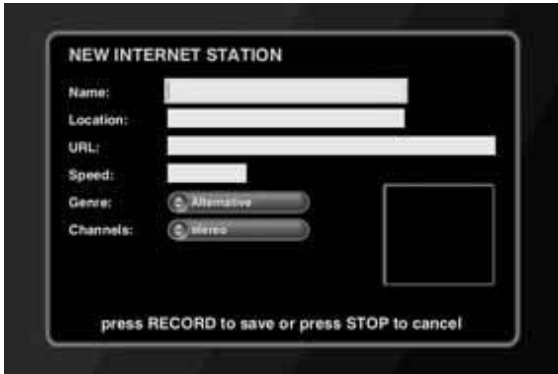 NEW INTERNET STATION
Name:
Location:
URL:
Speed:
Genre: Alternative
Channels: stereo
press RECORD to save or press STOP to cancel